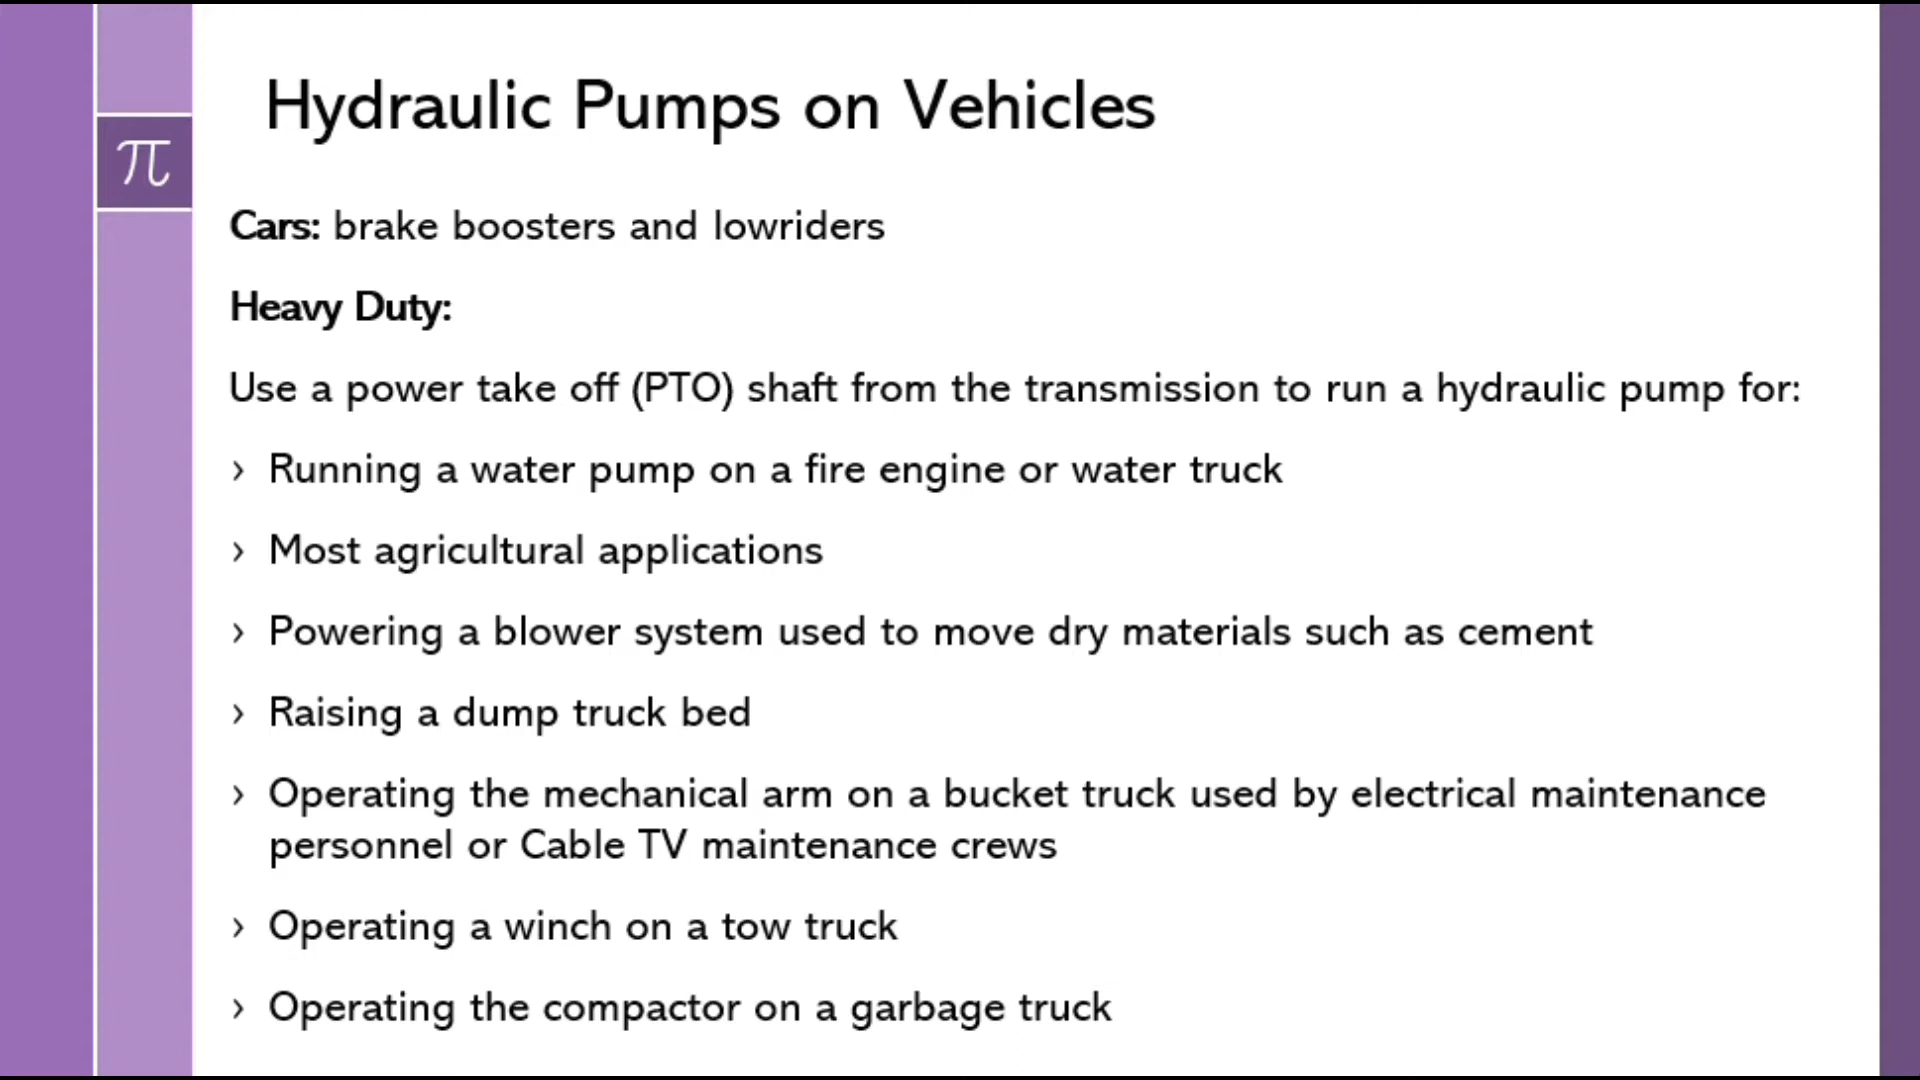 Hydraulic Pumps on Vehicles
π
Cars: brake boosters and lowriders
Heavy Duty:
Use a power take off (PTO) shaft from the transmission to run a hydraulic pump for:
› Running a water pump on a fire engine or water truck
› Most agricultural applications
› Powering a blower system used to move dry materials such as cement
› Raising a dump truck bed
› Operating the mechanical arm on a bucket truck used by electrical maintenance
personnel or Cable TV maintenance crews
› Operating a winch on a tow truck
› Operating the compactor on a garbage truck